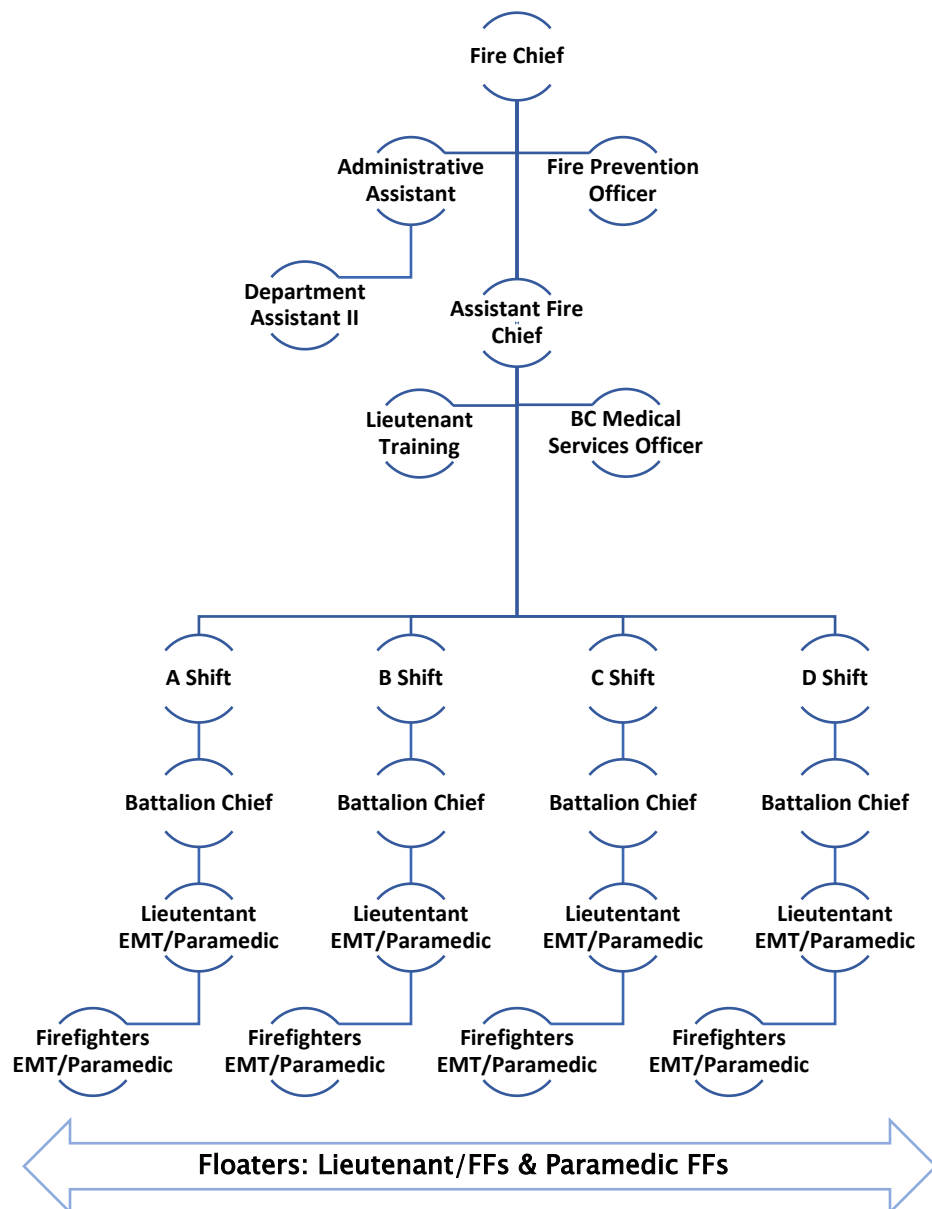 Fire Chief
Administrative
Assistant
Fire Prevention
Officer
Department
Assistant II
Assistant Fire
Chief
Lieutenant
Training
BC Medical
Services Officer
A Shift
B Shift
C Shift
D Shift
Battalion Chief
Battalion Chief
Battalion Chief
Battalion Chief
Lieutentant
EMT/Paramedic
Lieutenant
EMT/Paramedic
Lieutenant
EMT/Paramedic
Lieutenant
EMT/Paramedic
Firefighters
EMT/Paramedic
Firefighters
EMT/Paramedic
Firefighters
EMT/Paramedic
Firefighters
EMT/Paramedic
Floaters: Lieutenant/FFs & Paramedic FFs